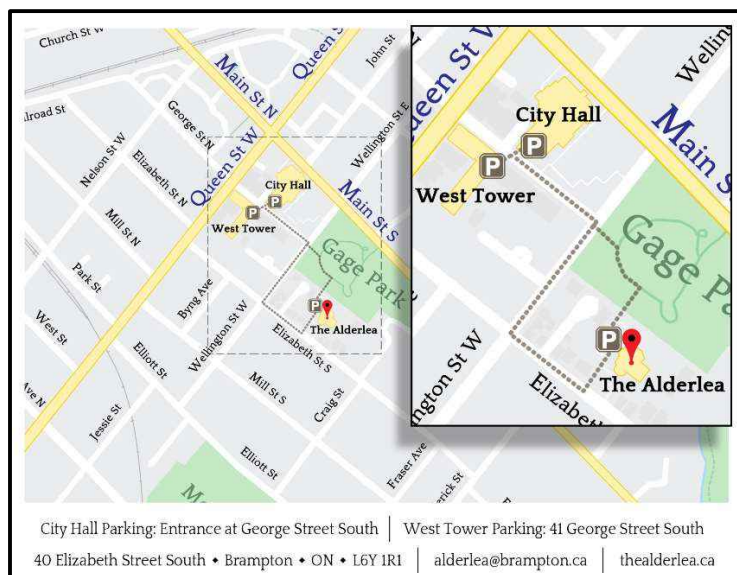 Church St W
Queen St W
John St
Main St N
ilroad St
George St N
Wellington St E
Nelson St W
Elizabeth St N
Queen St W
City Hall
Main St S
West Tower
Mill St N
Gage Park
Park St
Byng Ave
The Alderlea
West St
Wellington St W
Elizabeth St S
Elliott St
Mill St S
Craig St
Ave N
Jessie St
Elliott St
Fraser Ave
erick St
Queen St W
Wellin
City Hall
Main St
P
P
West Tower
Gage Pa
P
ngton St W
The Alderlea
Elizabeth
P
P
P
City Hall Parking: Entrance at George Street South | West Tower Parking: 41 George Street South
40 Elizabeth Street South ⬥ Brampton ⬥ ON ⬥ L6Y 1R1 | alderlea@brampton.ca | thealderlea.ca